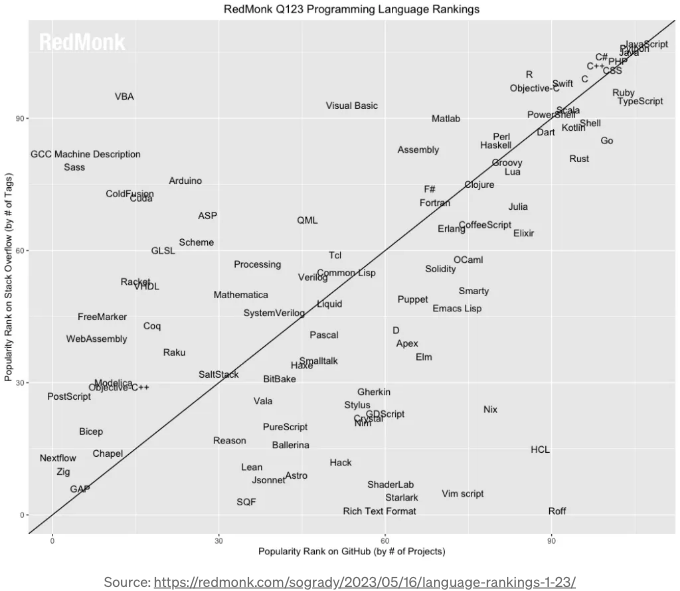 RedMonk Q123 Programming Language Rankings
RedMonk
JavaScript
Python
Java
C#
PHP
C++
CSS
R
C
Swift
Objective-C
Ruby
VBA
TypeScript
Visual Basic
Scala
PowerShell
Matlab
Shell
Kotlin
Dart
Perl
Go
Haskell
Assembly
GCC Machine Description
Rust
Groovy
Sass
Lua
Arduino
Clojure
F#
ColdFusion
Cuda
Fortran
Julia
ASP
QML
CoffeeScript
Erlang
Elixir
Scheme
GLSL
Tcl
OCaml
Processing
Solidity
Common Lisp
Verilog
Racket
VHDL
Smarty
Mathematica
Puppet
Liquid
Emacs Lisp
SystemVerilog
FreeMarker
Coq
D
Pascal
WebAssembly
Apex
Raku
Elm
Smalltalk
Haxe
SaltStack
BitBake
Modelica
Objective-C++
Gherkin
PostScript
Vala
Stylus
Nix
GDScript
Crystal
Nim
PureScript
Bicep
Reason
Ballerina
HCL
Chapel
Nextflow
Hack
Lean
Zig
Astro
Jsonnet
ShaderLab
GAP
Vim script
Starlark
SQF
Rich Text Format
Roff
90
60
30
0
0
30
60
90
Popularity Rank on Stack Overflow (by # of Tags)
Popularity Rank on GitHub (by # of Projects)
Source: https://redmonk.com/sogrady/2023/05/16/language-rankings-1-23/